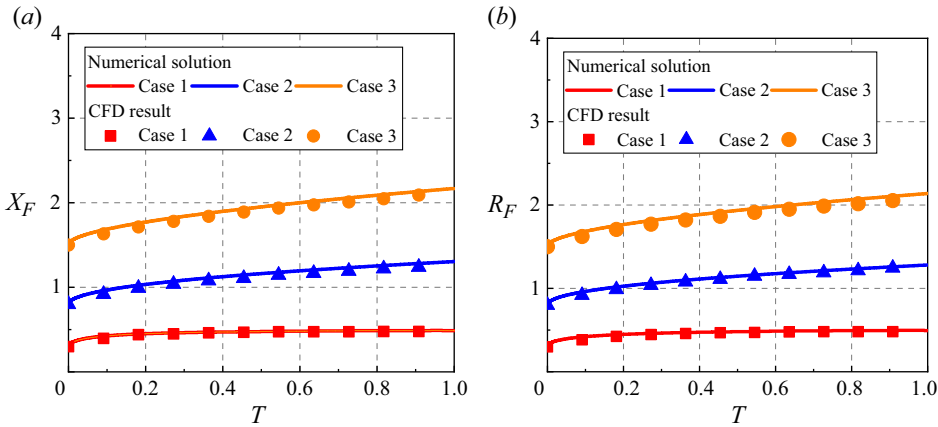 (a)
4
3
2
1
0
0.2
0.4
0.6
0.8
1.0
X_F
T
Numerical solution
Case 1 Case 2 Case 3
CFD result
Case 1 Case 2 Case 3
(b)
4
3
2
1
0
0.2
0.4
0.6
0.8
1.0
R_F
T
Numerical solution
Case 1 Case 2 Case 3
CFD result
Case 1 Case 2 Case 3